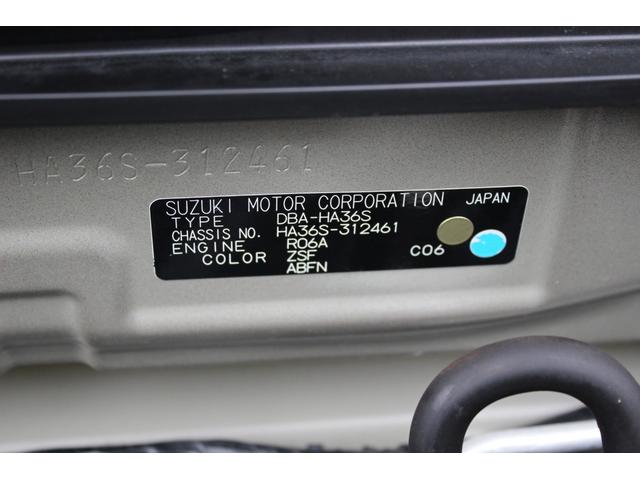 HA36S-312461
SUZUKI MOTOR CORPORATION JAPAN
TYPE DBA-HA36S
CHASSIS NO. HA36S-312461
ENGINE R06A
COLOR ZSF C06
ABFN